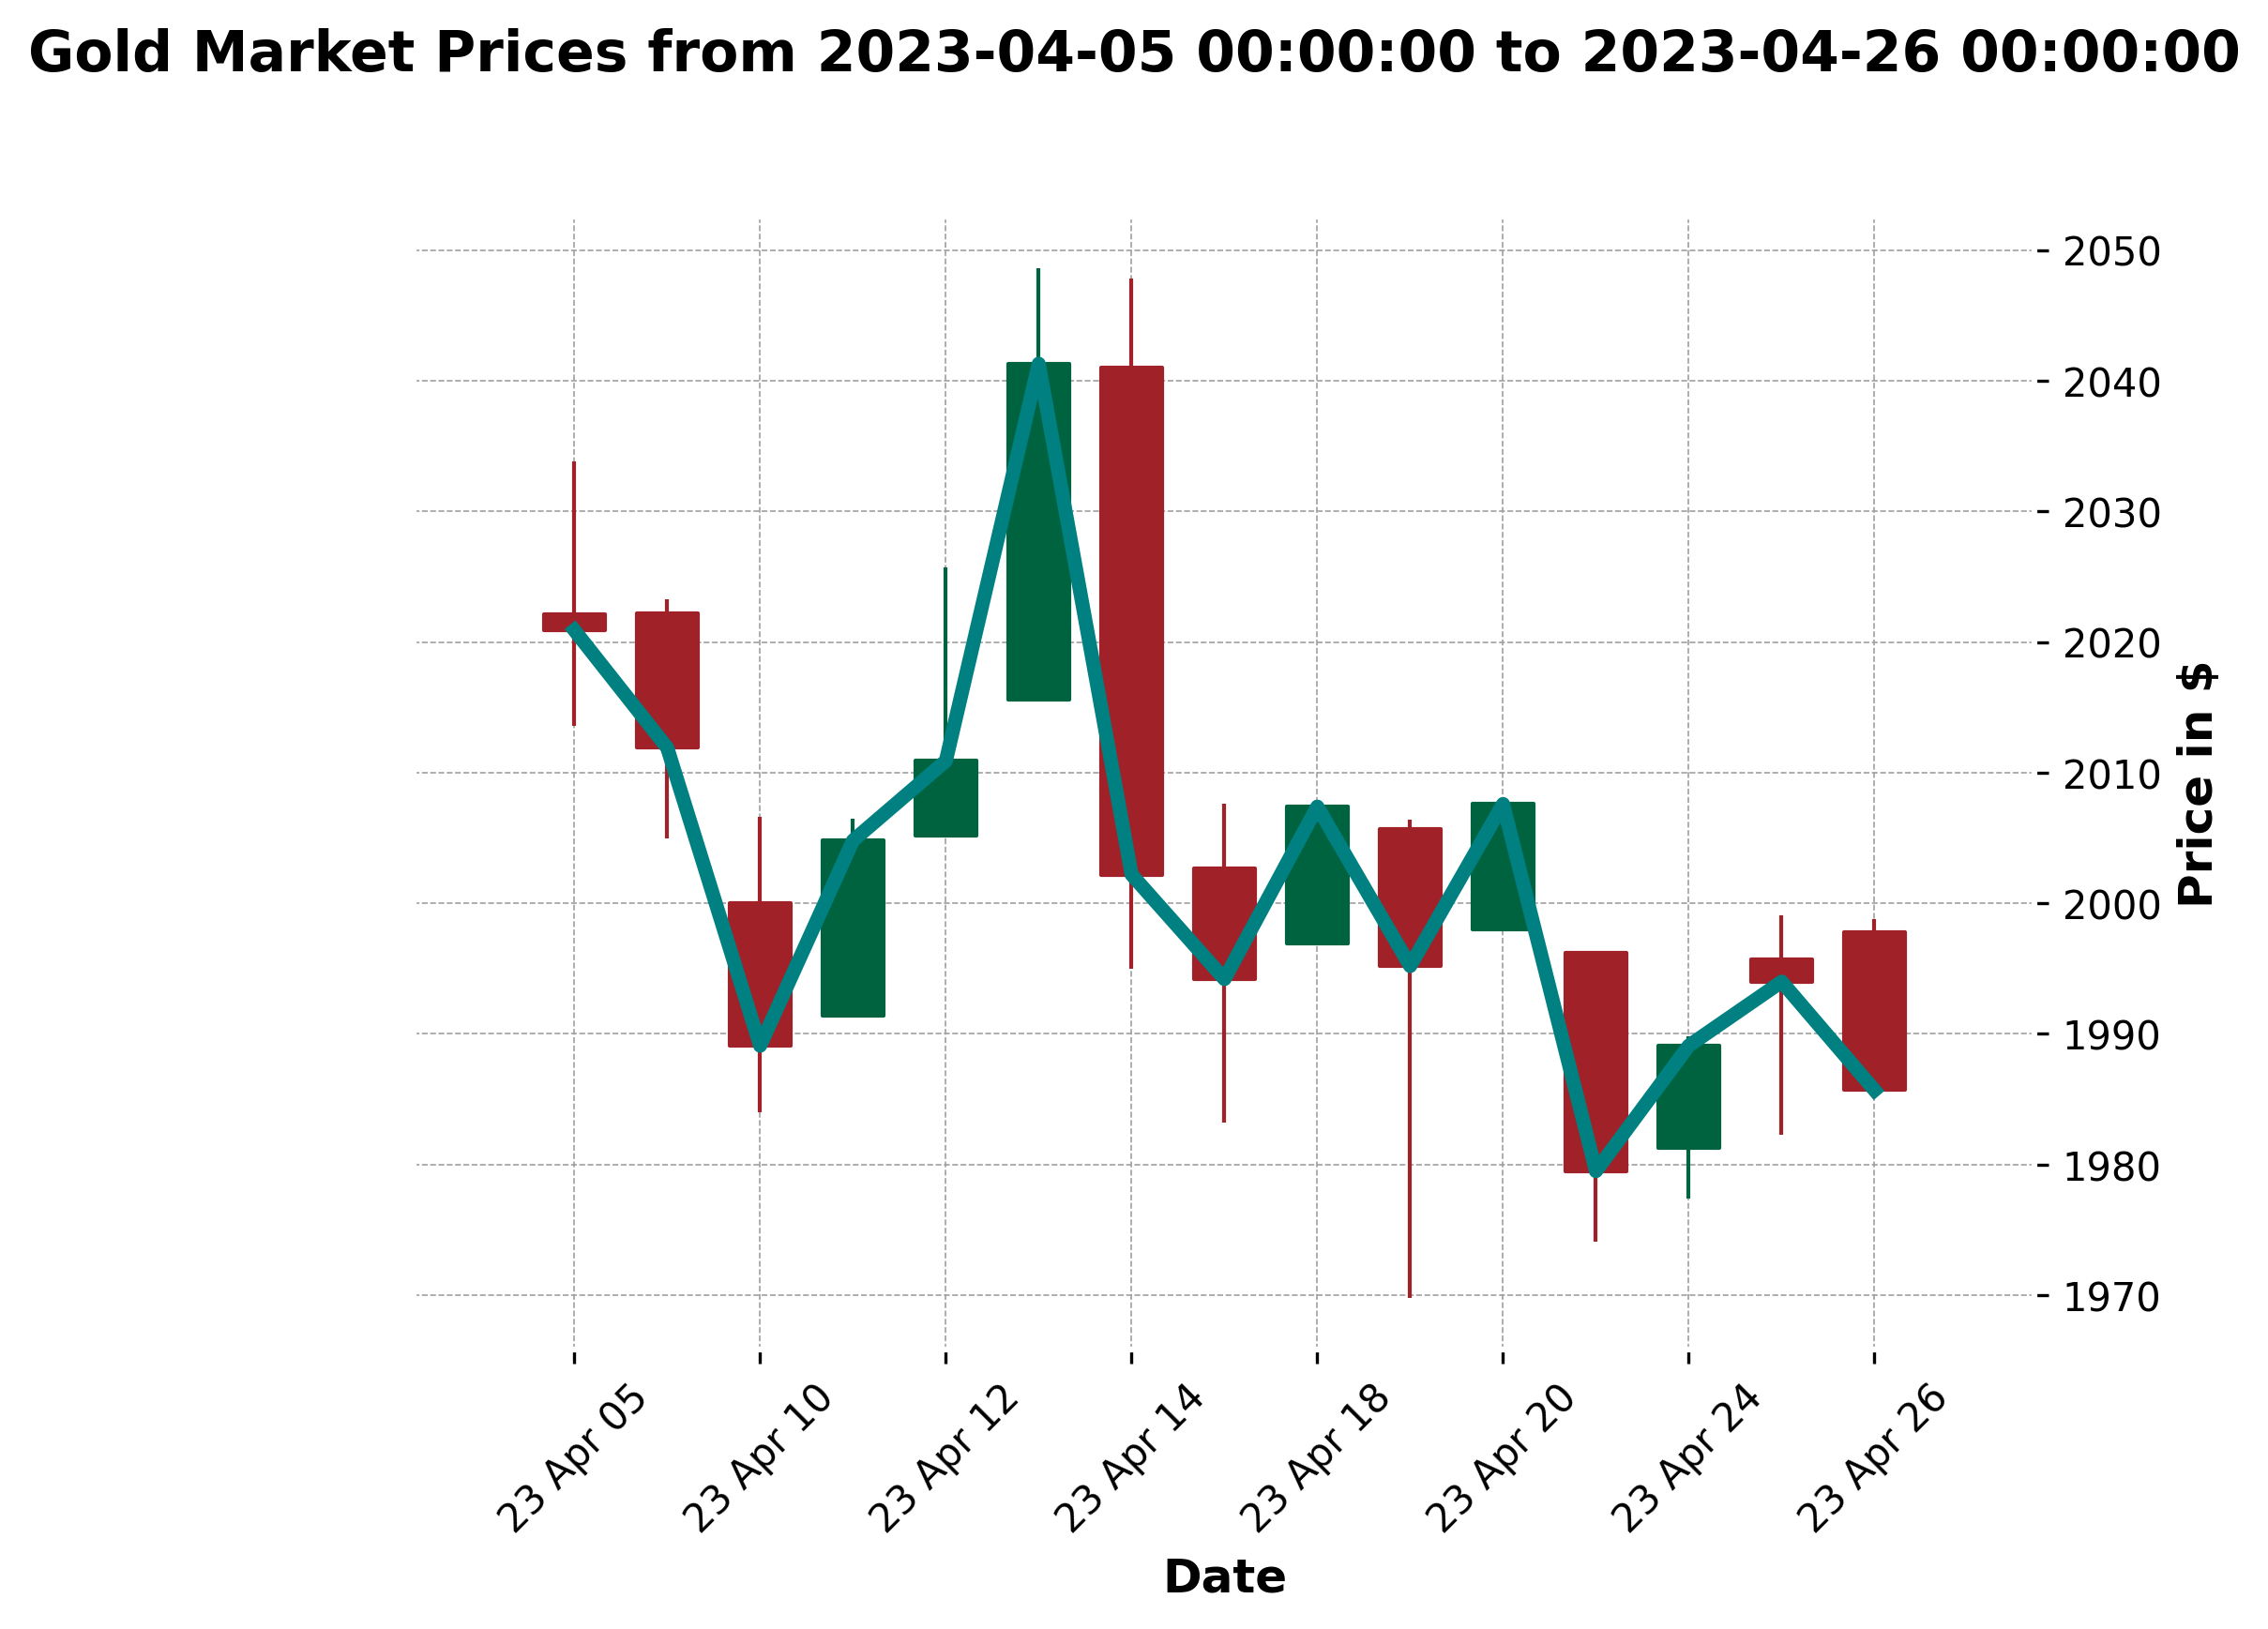 Gold Market Prices from 2023-04-05 00:00:00 to 2023-04-26 00:00:00
2050
2040
2030
2020
2010
2000
1990
1980
1970
Price in $
23 Apr 05
23 Apr 10
23 Apr 12
23 Apr 14
23 Apr 18
23 Apr 20
23 Apr 24
23 Apr 26
Date